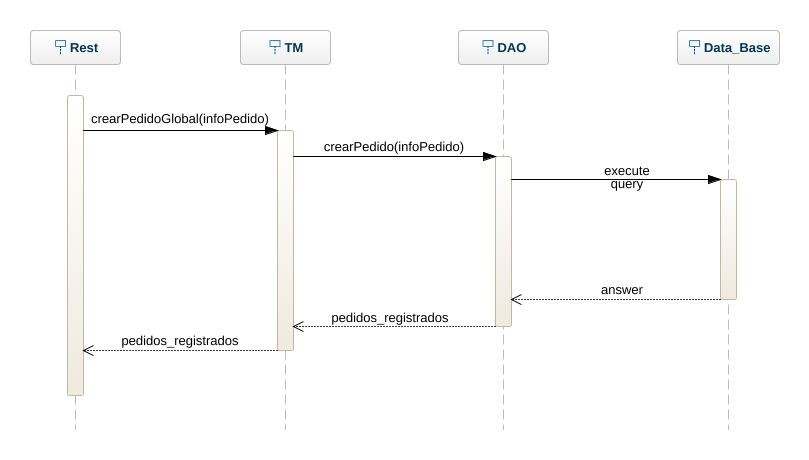 Rest
TM
DAO
Data_Base
crearPedidoGlobal(infoPedido)
crearPedido(infoPedido)
execute
query
answer
pedidos_registrados
pedidos_registrados